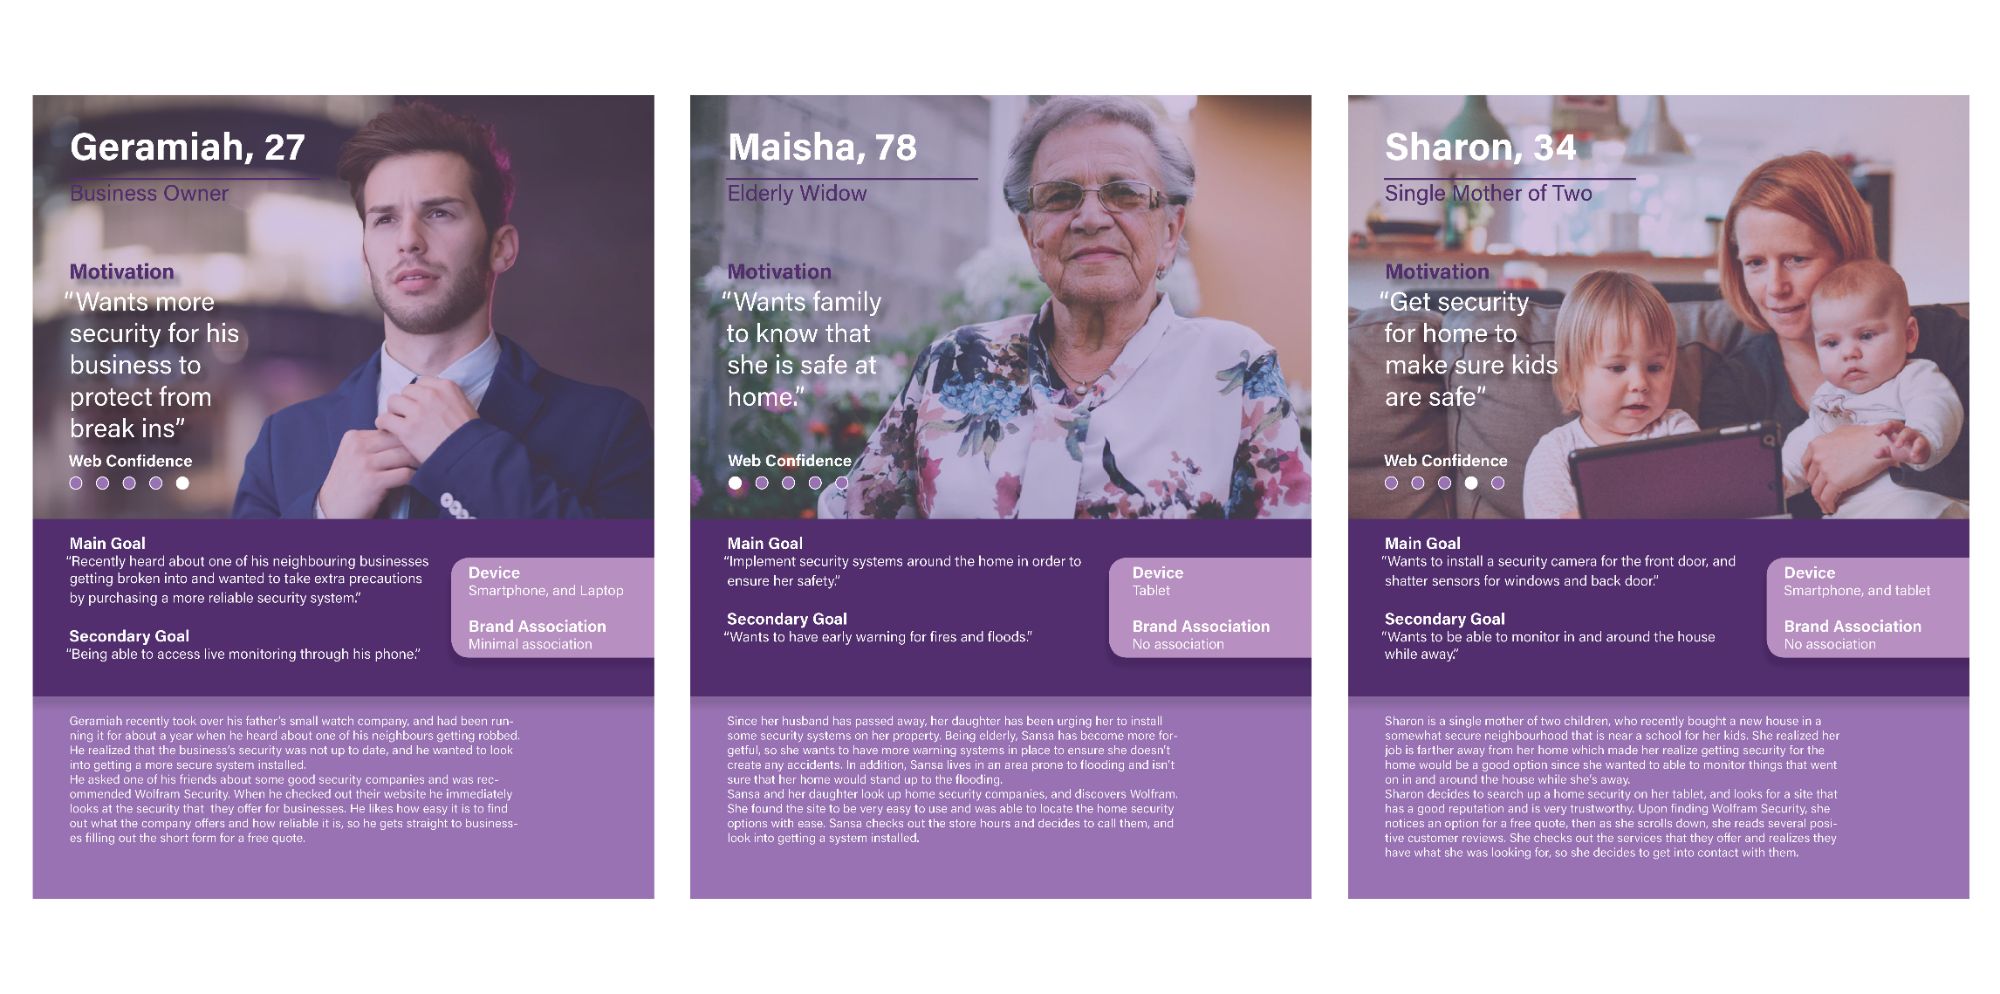 Geramiah, 27
Business Owner
Motivation
"Wants more
security for his
business to
protect from
break ins"
Web Confidence
Main Goal
"Recently heard about one of his neighbouring businesses
getting broken into and wanted to take extra precautions
by purchasing a more reliable security system."
Secondary Goal
"Being able to access live monitoring through his phone."
Device
Smartphone, and Laptop
Brand Association
Minimal association
Geramiah recently took over his father's small watch company, and had been run-
ning it for about a year when he heard about one of his neighbours getting robbed.
He realized that the business's security was not up to date, and he wanted to look
into getting a more secure system installed.
He asked one of his friends about some good security companies and was rec-
ommended Wolfram Security. When he checked out their website he immediately
looks at the security that  they offer for businesses. He likes how easy it is to find
out what the company offers and how reliable it is, so he gets straight to business-
es filling out the short form for a free quote.
Maisha, 78
Elderly Widow
Motivation
"Wants family
to know that
she is safe at
home."
Web Confidence
Main Goal
"Implement security systems around the home in order to
ensure her safety."
Secondary Goal
"Wants to have early warning for fires and floods."
Device
Tablet
Brand Association
No association
Since her husband has passed away, her daughter has been urging her to install
some security systems on her property. Being elderly, Sansa has become more for-
getful, so she wants to have more warning systems in place to ensure she doesn't
create any accidents. In addition, Sansa lives in an area prone to flooding and isn't
sure that her home would stand up to the flooding.
Sansa and her daughter look up home security companies, and discovers Wolfram.
She found the site to be very easy to use and was able to locate the home security
options with ease. Sansa checks out the store hours and decides to call them, and
look into getting a system installed.
Sharon, 34
Single Mother of Two
Motivation
"Get security
for home to
make sure kids
are safe"
Web Confidence
Main Goal
"Wants to install a security camera for the front door, and
shatter sensors for windows and back door."
Secondary Goal
"Wants to be able to monitor in and around the house
while away."
Device
Smartphone, and tablet
Brand Association
No association
Sharon is a single mother of two children, who recently bought a new house in a
somewhat secure neighbourhood that is near a school for her kids. She realized her
job is farther away from her home which made her realize getting security for the
home would be a good option since she wanted to able to monitor things that went
on in and around the house while she's away.
Sharon decides to search up a home security on her tablet, and looks for a site that
has a good reputation and is very trustworthy. Upon finding Wolfram Security, she
notices an option for a free quote, then as she scrolls down, she reads several posi-
tive customer reviews. She checks out the services that they offer and realizes they
have what she was looking for, so she decides to get into contact with them.